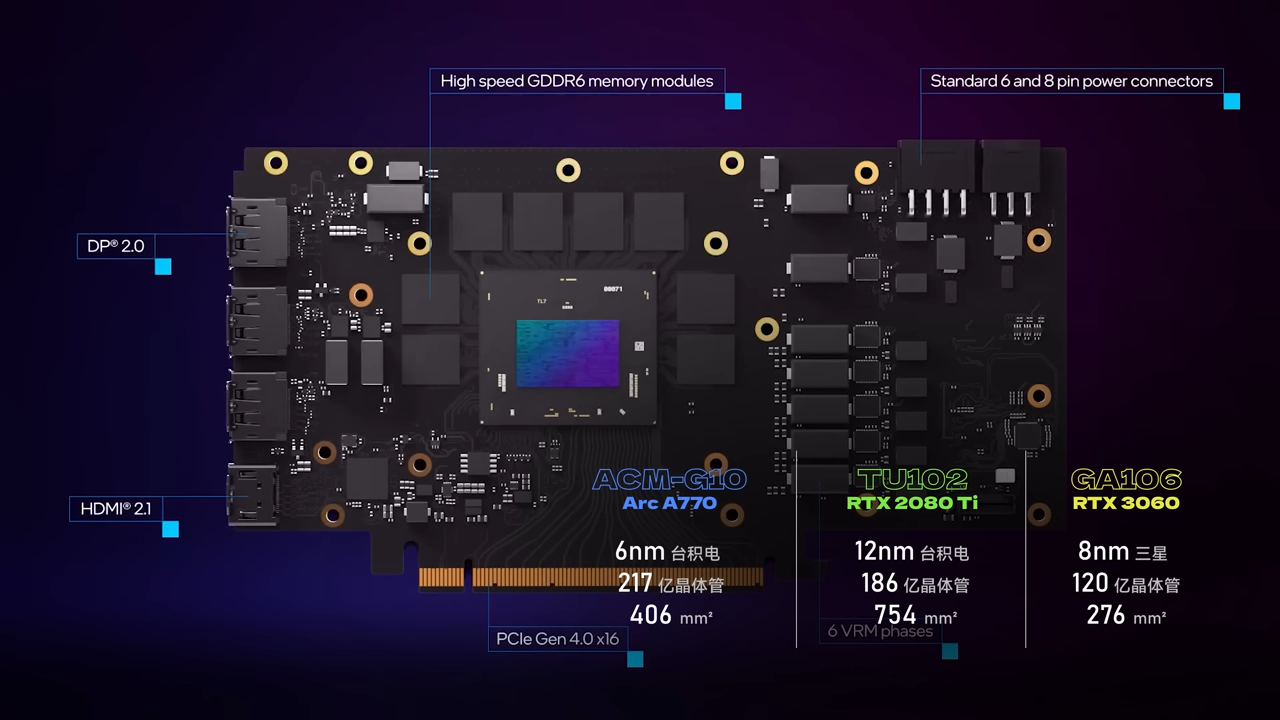 High speed GDDR6 memory modules
Standard 6 and 8 pin power connectors
DP® 2.0
00071
TL7
HDMI® 2.1
ACM-G10
Arc A770
6nm 台积电
217 亿晶体管
406 mm²
TU102
RTX 2080 Ti
12nm 台积电
186 亿晶体管
754 mm²
GA106
RTX 3060
8nm 三星
120 亿晶体管
276 mm²
PCIe Gen 4.0 x16
6 VRM phases